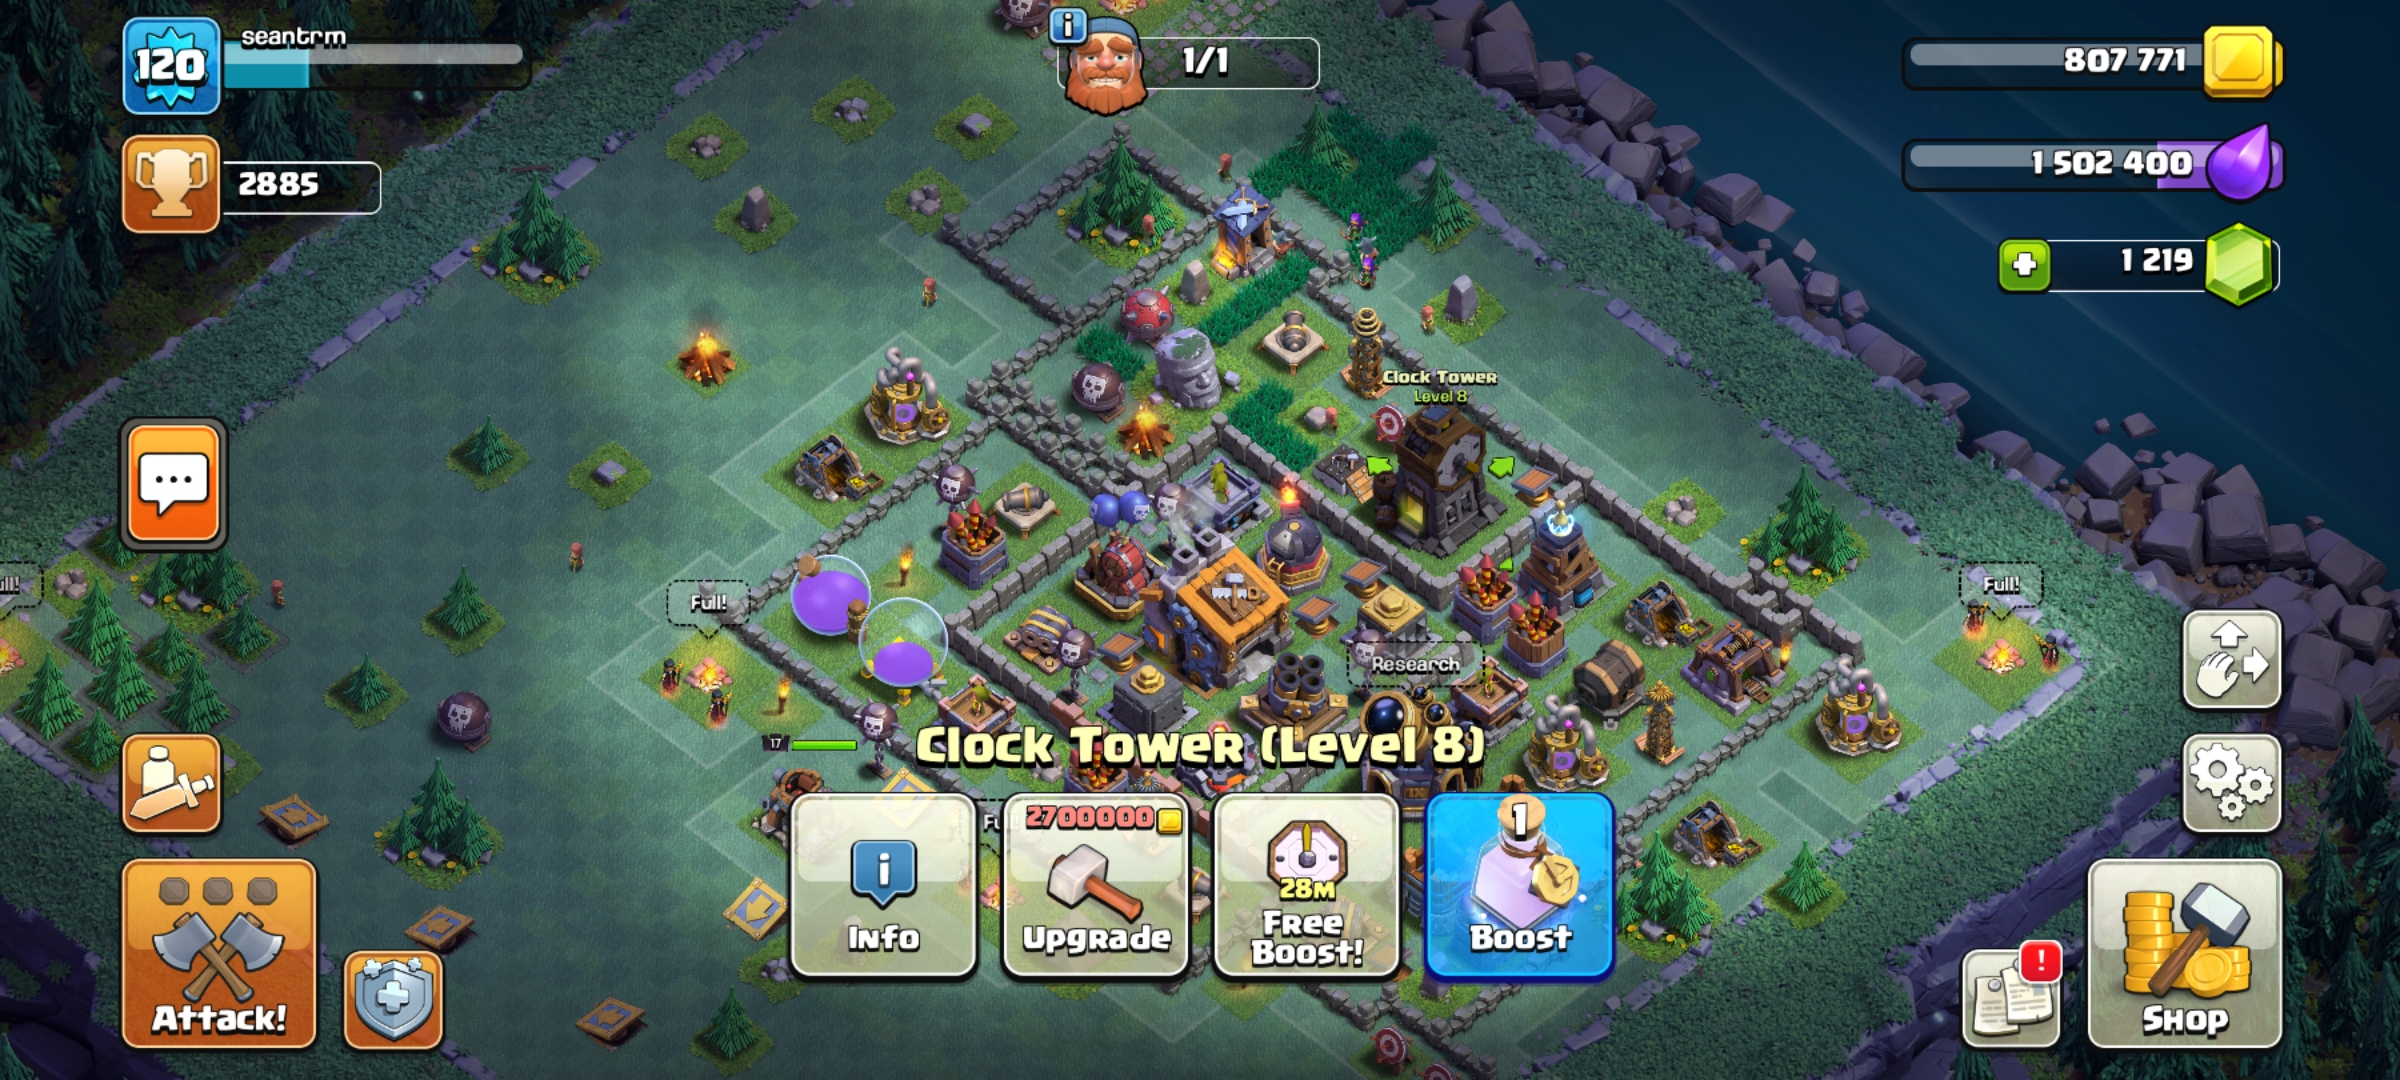 seantrm
120
1/1
807 771
2885
1 502 400
1 219
Clock Tower
Level 8
Full!
Full!
Research
17
Clock Tower (Level 8)
Info
2700000
Upgrade
28M
Free
Boost!
1
Boost
Attack!
!
Shop